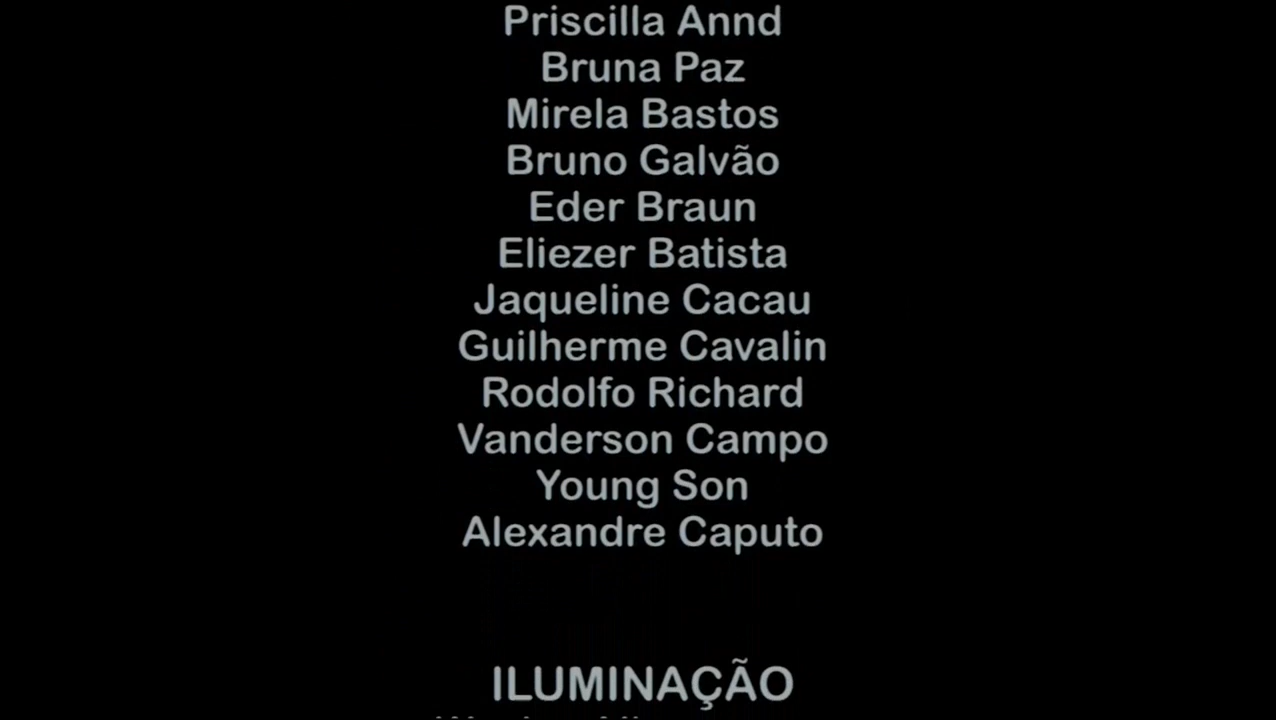 Priscilla Annd
Bruna Paz
Mirela Bastos
Bruno Galvão
Eder Braun
Eliezer Batista
Jaqueline Cacau
Guilherme Cavalin
Rodolfo Richard
Vanderson Campo
Young Son
Alexandre Caputo
ILUMINAÇÃO